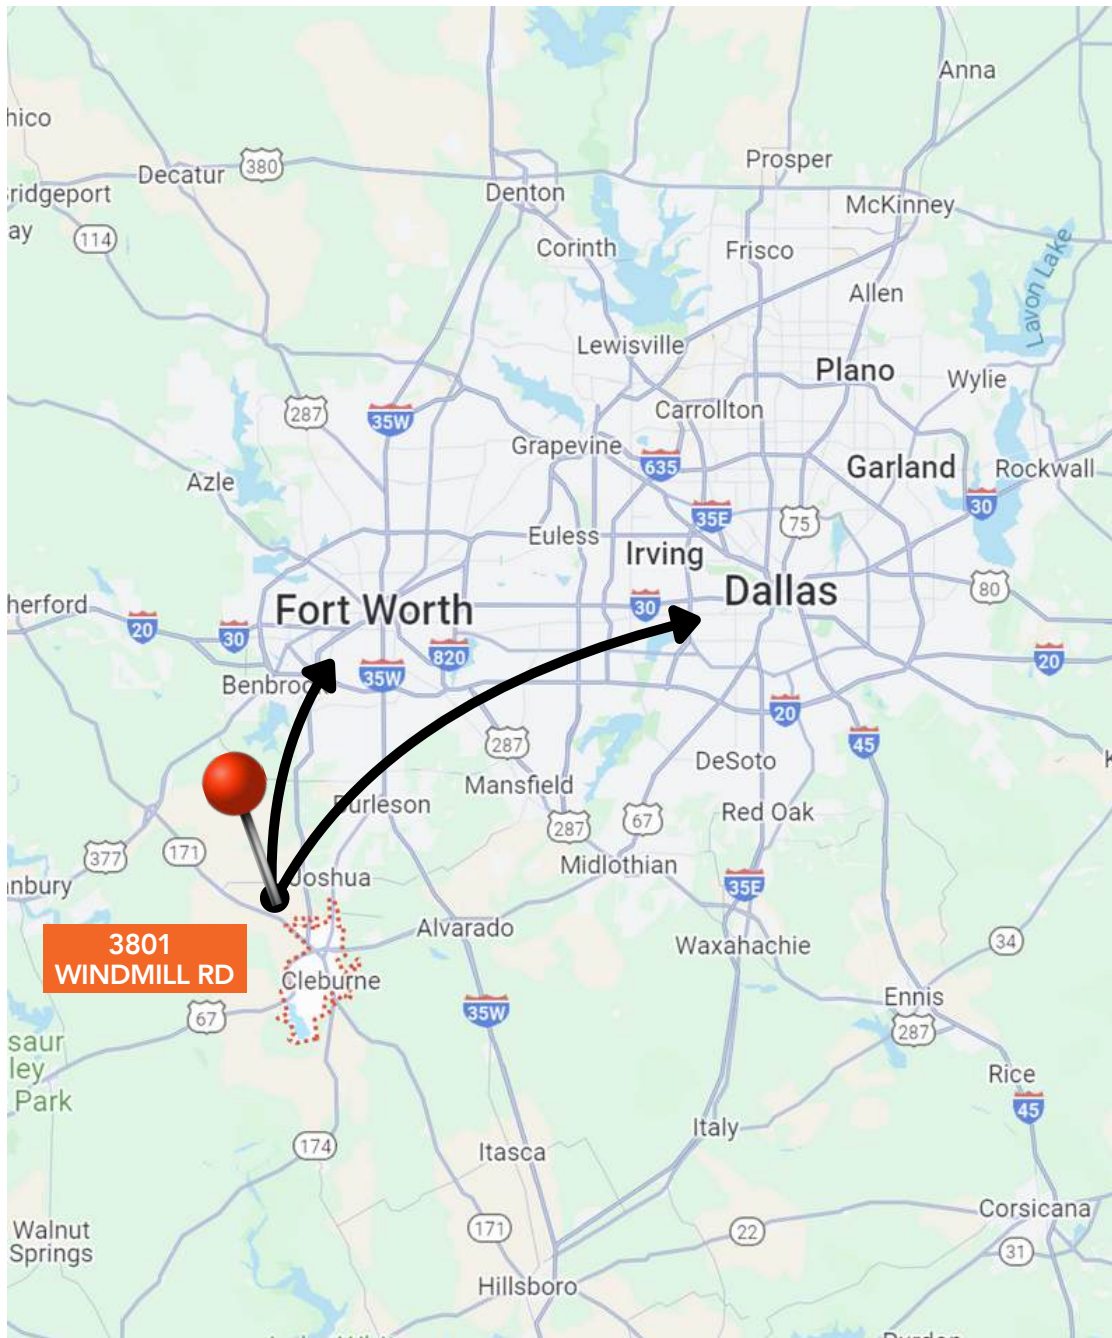 Anna
hico
Prosper
380
Decatur
ridgeport
Denton
McKinney
ay
114
Corinth
Frisco
Lavon Lake
Allen
Lewisville
Plano
Wylie
287
35W
Carrollton
Grapevine
635
Garland
Rockwall
Azle
30
35E
75
Euless
Irving
80
Dallas
herford
Fort Worth
30
20
30
820
20
35W
Benbroo
20
287
45
DeSoto
Mansfield
K
Burleson
Red Oak
67
287
171
377
Midlothian
Joshua
35E
anbury
Alvarado
34
3801
WINDMILL RD
Waxahachie
Cleburne
Ennis
35W
67
287
saur
ley
Park
Rice
45
Italy
174
Itasca
Corsicana
Walnut
Springs
171
22
31
Hillsboro